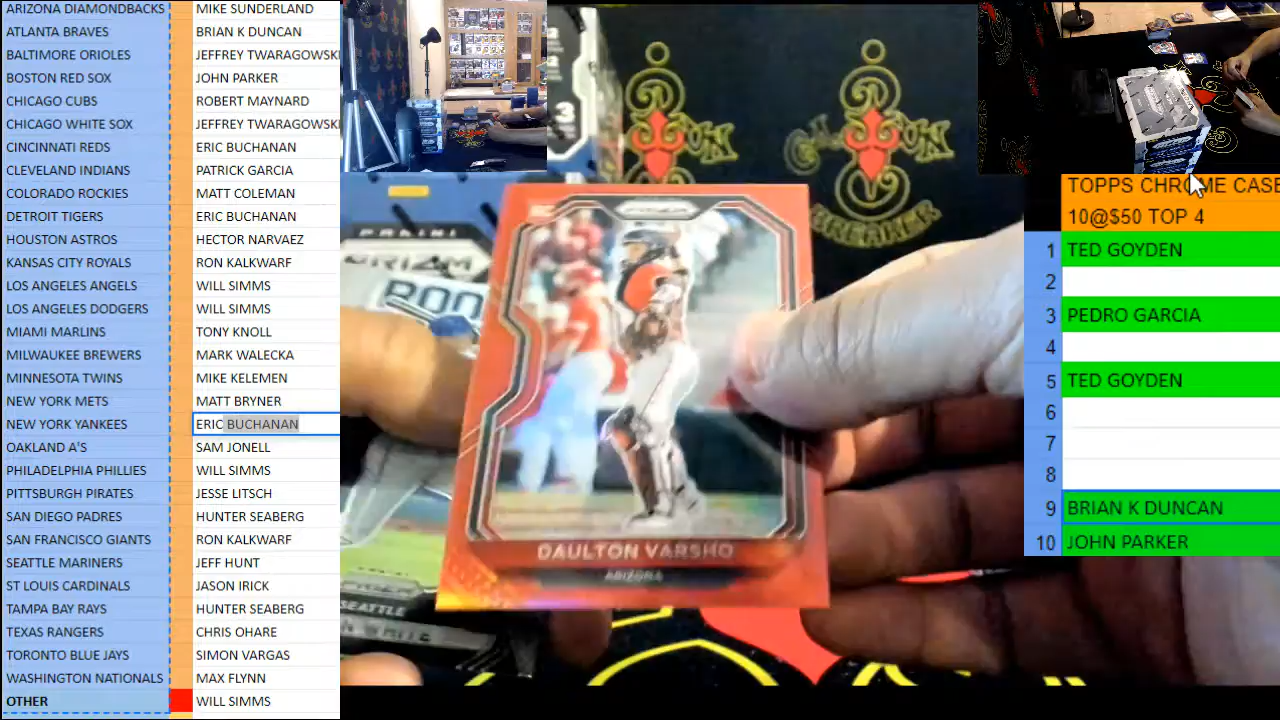 ARIZONA DIAMONDBACKS MIKE SUNDERLAND
ATLANTA BRAVES BRIAN K DUNCAN
BALTIMORE ORIOLES JEFFREY TWARAGOWSKI
BOSTON RED SOX JOHN PARKER
CHICAGO CUBS ROBERT MAYNARD
CHICAGO WHITE SOX JEFFREY TWARAGOWSKI
CINCINNATI REDS ERIC BUCHANAN
CLEVELAND INDIANS PATRICK GARCIA
COLORADO ROCKIES MATT COLEMAN
DETROIT TIGERS ERIC BUCHANAN
HOUSTON ASTROS HECTOR NARVAEZ
KANSAS CITY ROYALS RON KALKWARF
LOS ANGELES ANGELS WILL SIMMS
LOS ANGELES DODGERS WILL SIMMS
MIAMI MARLINS TONY KNOLL
MILWAUKEE BREWERS MARK WALECKA
MINNESOTA TWINS MIKE KELEMEN
NEW YORK METS MATT BRYNER
NEW YORK YANKEES ERIC BUCHANAN
OAKLAND A'S SAM JONELL
PHILADELPHIA PHILLIES WILL SIMMS
PITTSBURGH PIRATES JESSE LITSCH
SAN DIEGO PADRES HUNTER SEABERG
SAN FRANCISCO GIANTS RON KALKWARF
SEATTLE MARINERS JEFF HUNT
ST LOUIS CARDINALS JASON IRICK
TAMPA BAY RAYS HUNTER SEABERG
TEXAS RANGERS CHRIS OHARE
TORONTO BLUE JAYS SIMON VARGAS
WASHINGTON NATIONALS MAX FLYNN
OTHER WILL SIMMS
PANINI
PRIZM
BREAKER
PRIZM
DAULTON VARSHO
ARIZONA
SEATTLE
TOPPS CHROME CASE
10@$50 TOP 4
1 TED GOYDEN
2
3 PEDRO GARCIA
4
5 TED GOYDEN
6
7
8
9 BRIAN K DUNCAN
10 JOHN PARKER